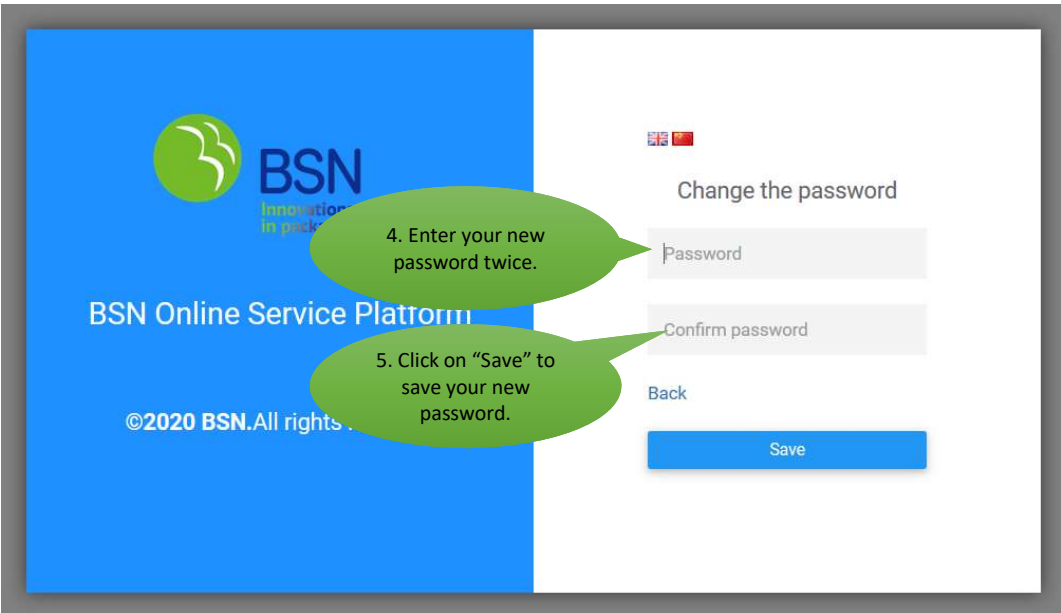 BSN
Innovations
in pack
BSN Online Service Platform
©2020 BSN.All rights
4. Enter your new
password twice.
5. Click on “Save” to
save your new
password.
Change the password
Password
Confirm password
Back
Save